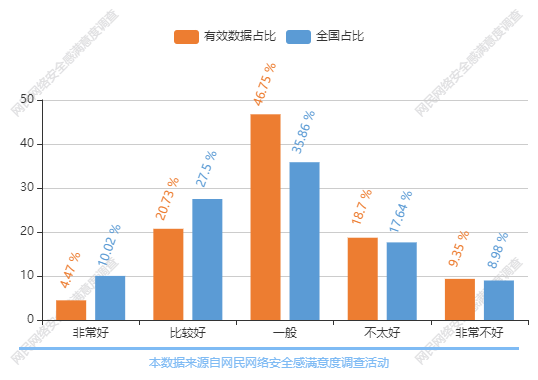 网民网络安全感满意度调查 网民网络安全感满意度调查
有效数据占比 全国占比
50
40
30
20
10
0
4.47 % 10.02 % 20.73 % 27.5 % 46.75 % 35.86 % 18.7 % 17.64 % 9.35 % 8.98 %
非常好 比较好 一般 不太好 非常不好
网民网络安全感满意度调查 网民网络安全感满意度调查
本数据来源自网民网络安全感满意度调查活动